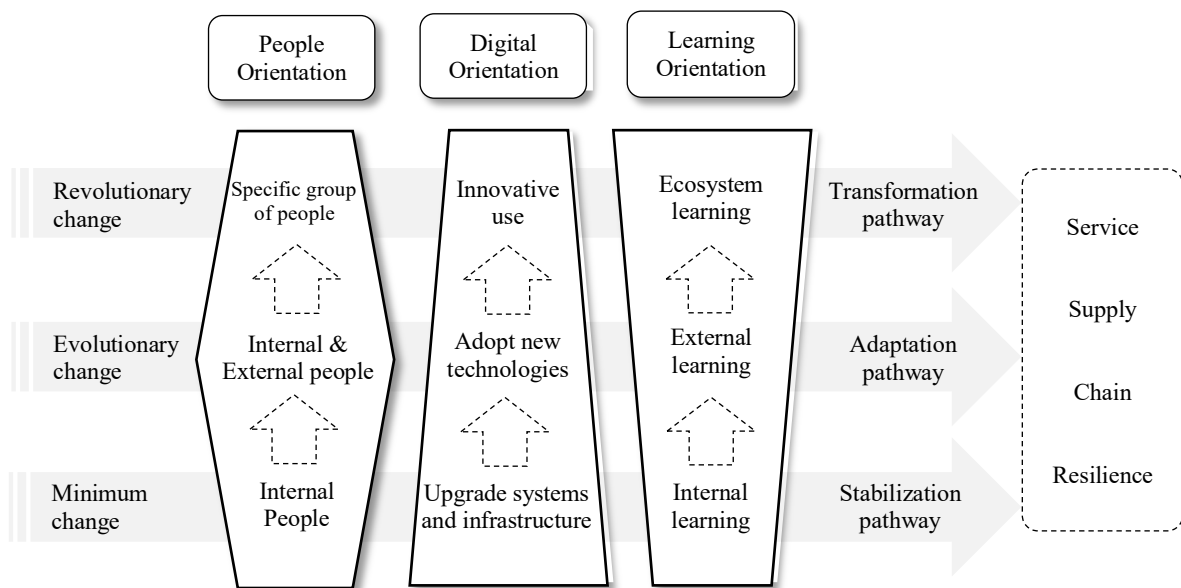 People
Orientation
Digital
Orientation
Learning
Orientation
Revolutionary
change
Specific group
of people
Innovative
use
Ecosystem
learning
Transformation
pathway
Evolutionary
change
Internal &
External people
Adopt new
technologies
External
learning
Adaptation
pathway
Minimum
change
Internal
People
Upgrade systems
and infrastructure
Internal
learning
Stabilization
pathway
Service
Supply
Chain
Resilience